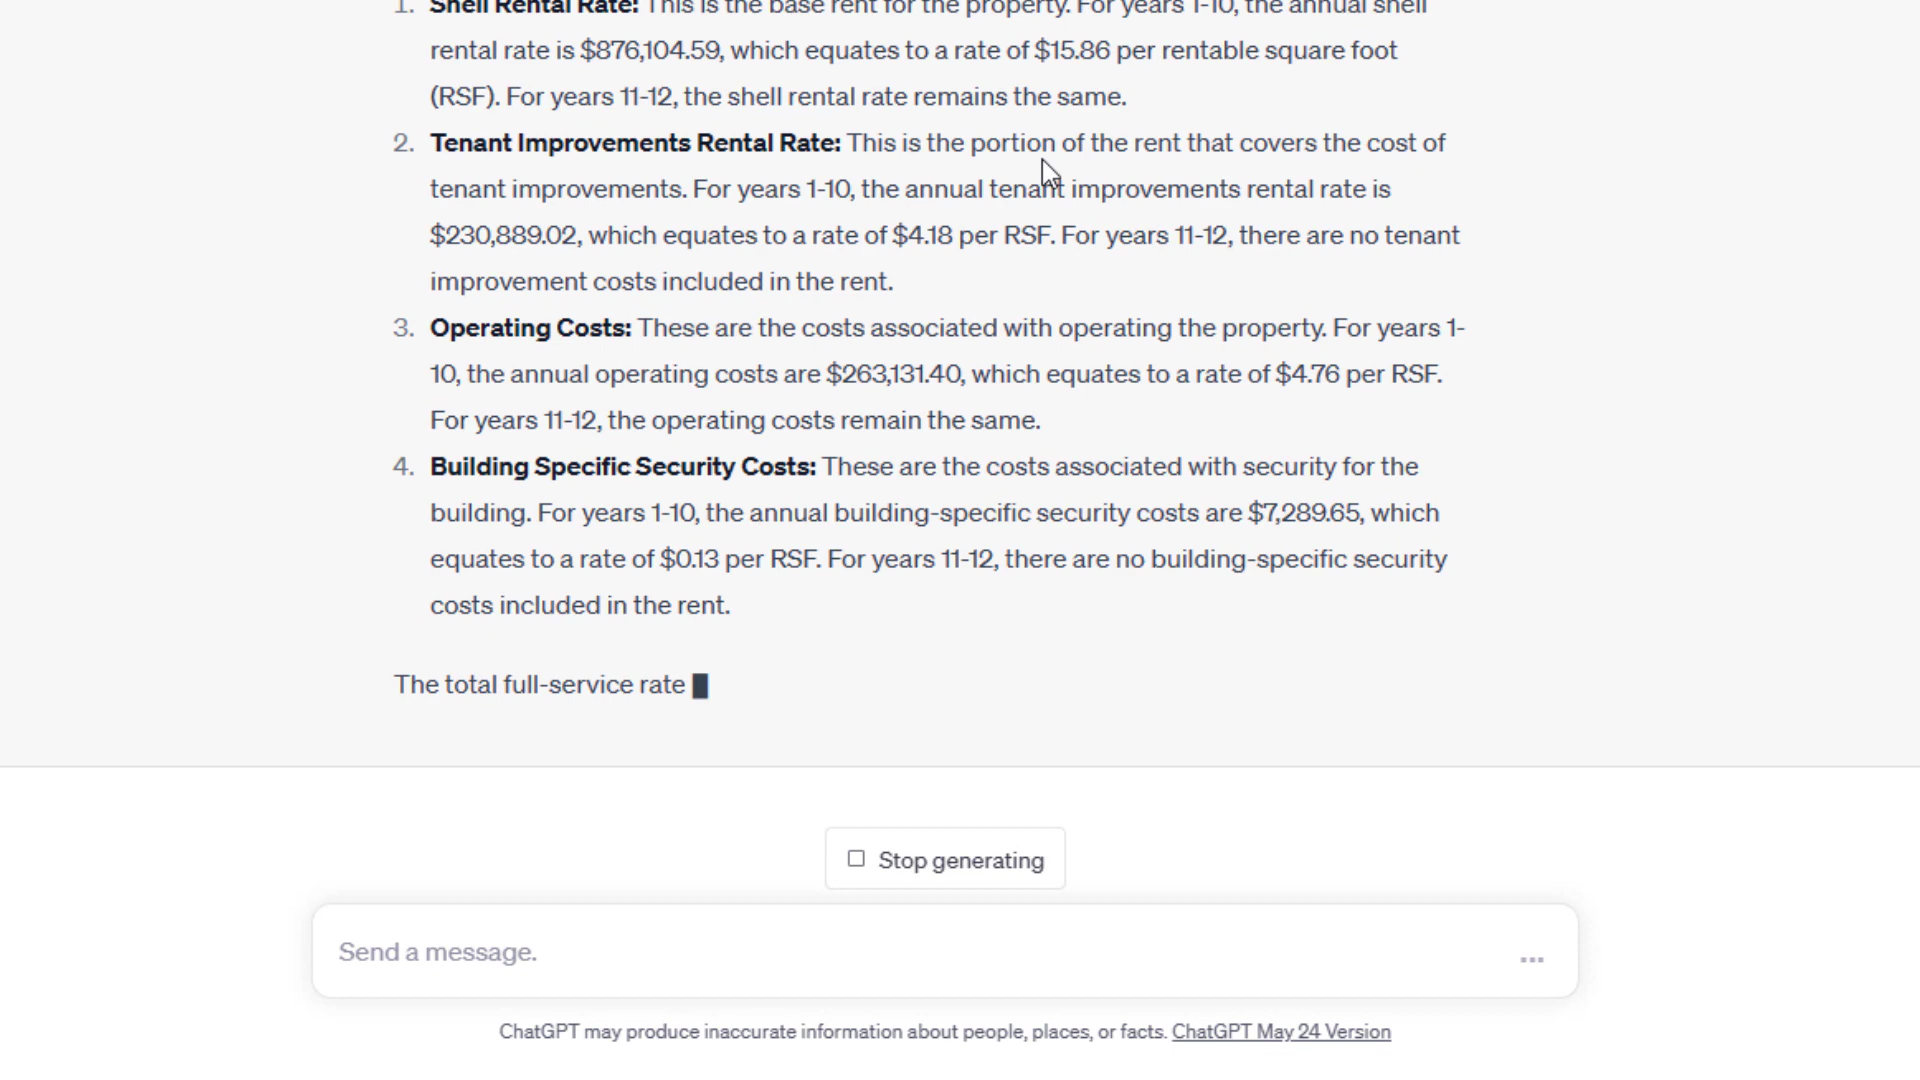 1. Shell Rental Rate: This is the base rent for the property. For years 1-10, the annual shell
rental rate is $876,104.59, which equates to a rate of $15.86 per rentable square foot
(RSF). For years 11-12, the shell rental rate remains the same.
2. Tenant Improvements Rental Rate: This is the portion of the rent that covers the cost of
tenant improvements. For years 1-10, the annual tenant improvements rental rate is
$230,889.02, which equates to a rate of $4.18 per RSF. For years 11-12, there are no tenant
improvement costs included in the rent.
3. Operating Costs: These are the costs associated with operating the property. For years 1-
10, the annual operating costs are $263,131.40, which equates to a rate of $4.76 per RSF.
For years 11-12, the operating costs remain the same.
4. Building Specific Security Costs: These are the costs associated with security for the
building. For years 1-10, the annual building-specific security costs are $7,289.65, which
equates to a rate of $0.13 per RSF. For years 11-12, there are no building-specific security
costs included in the rent.
The total full-service rate
Stop generating
Send a message.
ChatGPT may produce inaccurate information about people, places, or facts. ChatGPT May 24 Version